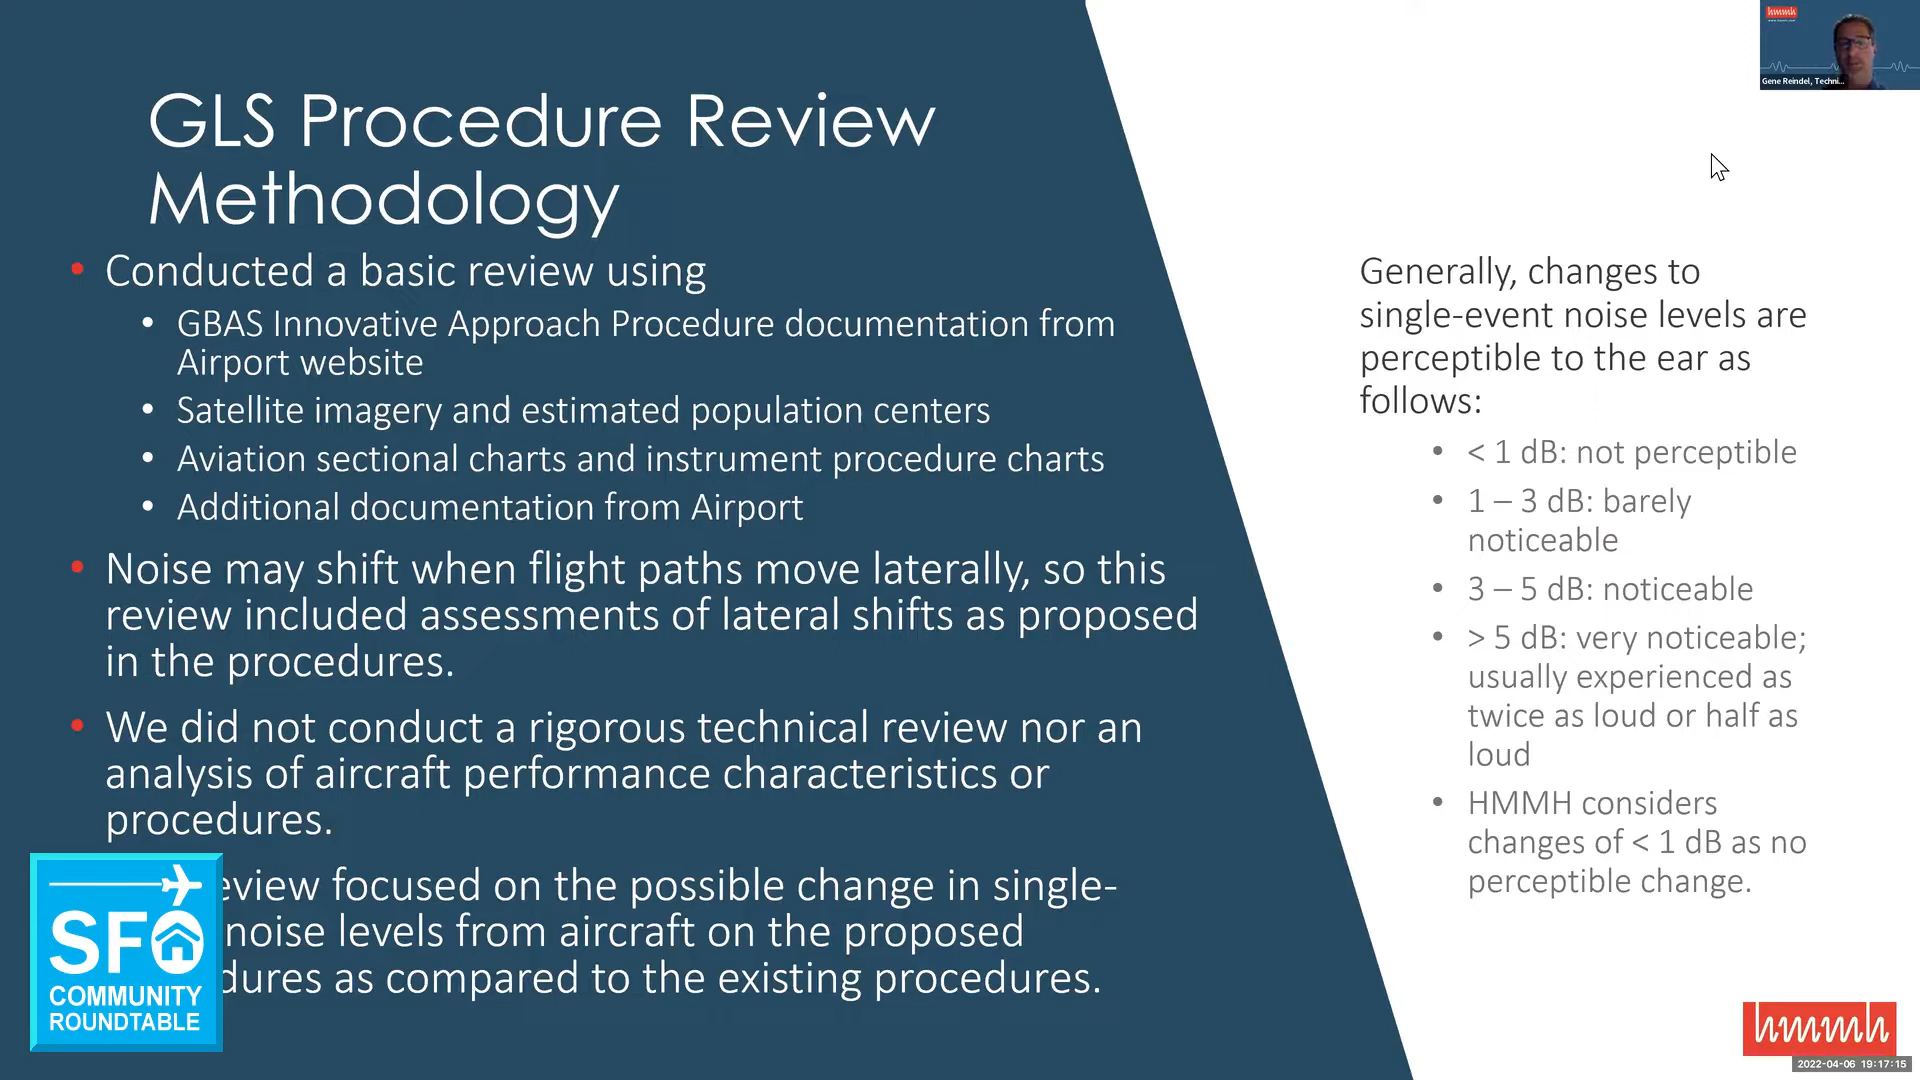 hmmh
Gene Reindel, Techni...
GLS Procedure Review
Methodology
• Conducted a basic review using
• GBAS Innovative Approach Procedure documentation from
Airport website
• Satellite imagery and estimated population centers
• Aviation sectional charts and instrument procedure charts
• Additional documentation from Airport
• Noise may shift when flight paths move laterally, so this
review included assessments of lateral shifts as proposed
in the procedures.
• We did not conduct a rigorous technical review nor an
analysis of aircraft performance characteristics or
procedures.
eview focused on the possible change in single-
noise levels from aircraft on the proposed
dures as compared to the existing procedures.
SFO
COMMUNITY
ROUNDTABLE
Generally, changes to
single-event noise levels are
perceptible to the ear as
follows:
• < 1 dB: not perceptible
• 1 – 3 dB: barely
noticeable
• 3 – 5 dB: noticeable
• > 5 dB: very noticeable;
usually experienced as
twice as loud or half as
loud
• HMMH considers
changes of < 1 dB as no
perceptible change.
hmmh
2022-04-06 19:17:15